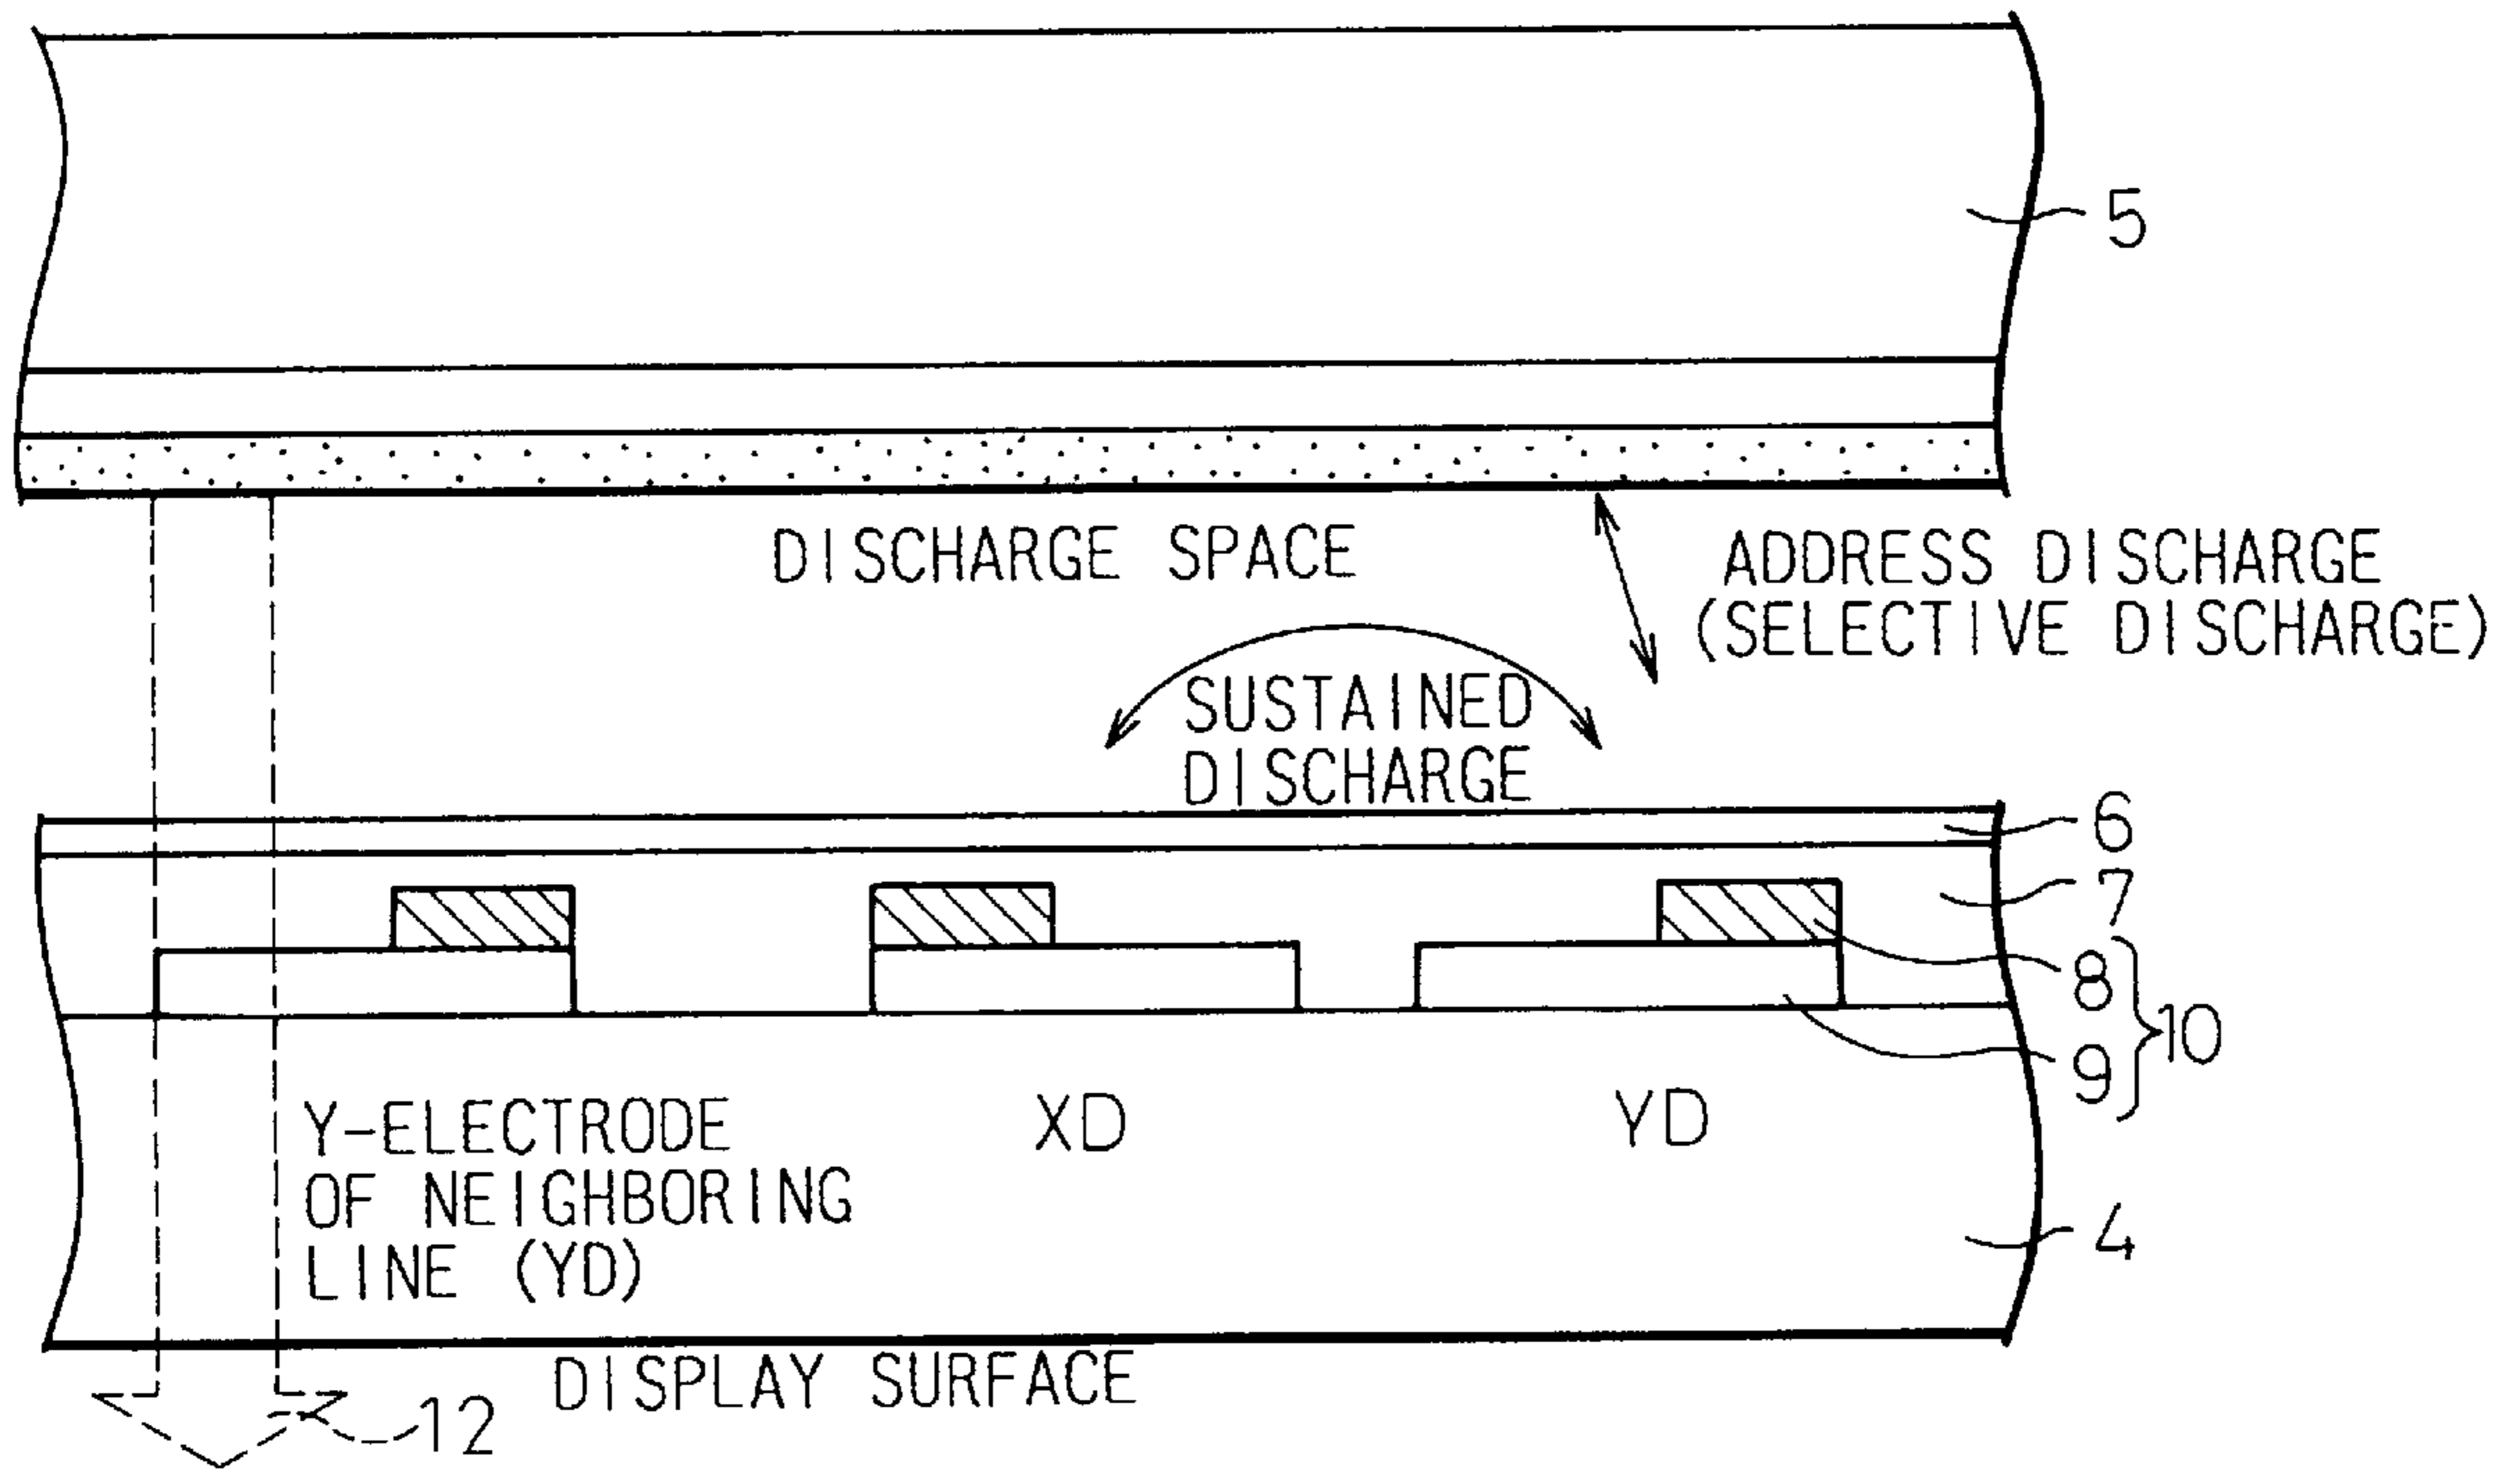 5
DISCHARGE SPACE
ADDRESS DISCHARGE
(SELECTIVE DISCHARGE)
SUSTAINED
DISCHARGE
6
7
8
9
10
Y-ELECTRODE
OF NEIGHBORING
LINE (YD)
XD
YD
4
DISPLAY SURFACE
12